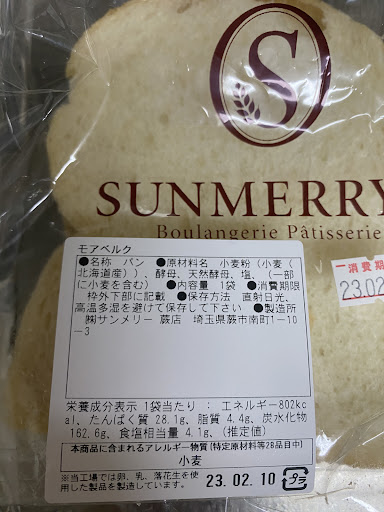 S
SUNMERRY
Boulangerie Pâtisserie
モアベルク
●名称 パン ●原材料名 小麦粉（小麦（
北海道産））、酵母、天然酵母、塩、（一部
に小麦を含む） ●内容量 1袋 ●消費期限
枠外下部に記載 ●保存方法 直射日光、
高温多湿を避けて保存して下さい ●製造所
㈱サンメリー 蕨店 埼玉県蕨市南町1-10
-3
一消費期
23.02
栄養成分表示 1袋当たり : エネルギー802kc
al、たんぱく質 28.1g、脂質 4.4g、炭水化物
162.6g、食塩相当量 4.1g、（推定値）
本商品に含まれるアレルギー物質(特定原材料等28品目中)
小麦
※当工場では卵、乳、落花生を使
用した製品を製造しています。
23.02.10
プラ